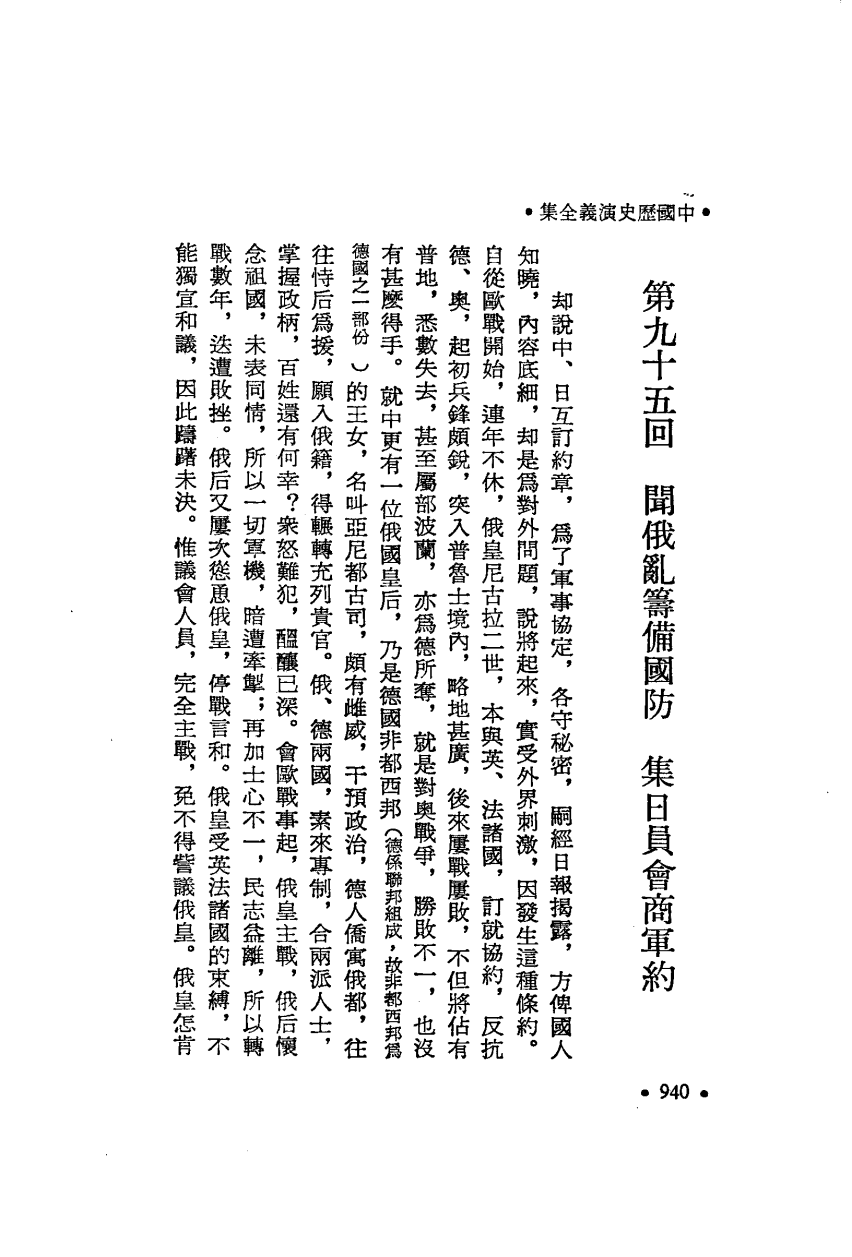 •中國歷史演義全集•
第九十五回　聞俄亂籌備國防　集日員會商軍約
却說中、日互訂約章，爲了軍事協定，各守秘密，嗣經日報揭露，方俾國人
知曉，內容底細，却是爲對外問題，說將起來，實受外界刺激，因發生這種條約。
自從歐戰開始，連年不休，俄皇尼古拉二世，本與英、法諸國，訂就協約，反抗
德、奧，起初兵鋒頗銳，突入普魯士境內，略地甚廣，後來屢戰屢敗，不但將佔有
普地，悉數失去，甚至屬部波蘭，亦爲德所奪，就是對奧戰爭，勝敗不一，也沒
有甚麼得手。就中更有一位俄國皇后，乃是德國非都西邦（德係聯邦組成，故非都西邦爲
德國之一部份）的王女，名叫亞尼都古司，頗有雌威，干預政治，德人僑寓俄都，往
往恃后爲援，願入俄籍，得輾轉充列貴官。俄、德兩國，素來專制，合兩派人士，
掌握政柄，百姓還有何幸？衆怒難犯，醞釀已深。會歐戰事起，俄皇主戰，俄后懷
念祖國，未表同情，所以一切軍機，暗遭牽掣；再加士心不一，民志益離，所以轉
戰數年，迭遭敗挫。俄后又屢次慫恿俄皇，停戰言和。俄皇受英法諸國的束縛，不
能獨宣和議，因此躊躇未決。惟議會人員，完全主戰，免不得訾議俄皇。俄皇怎肯
•940•